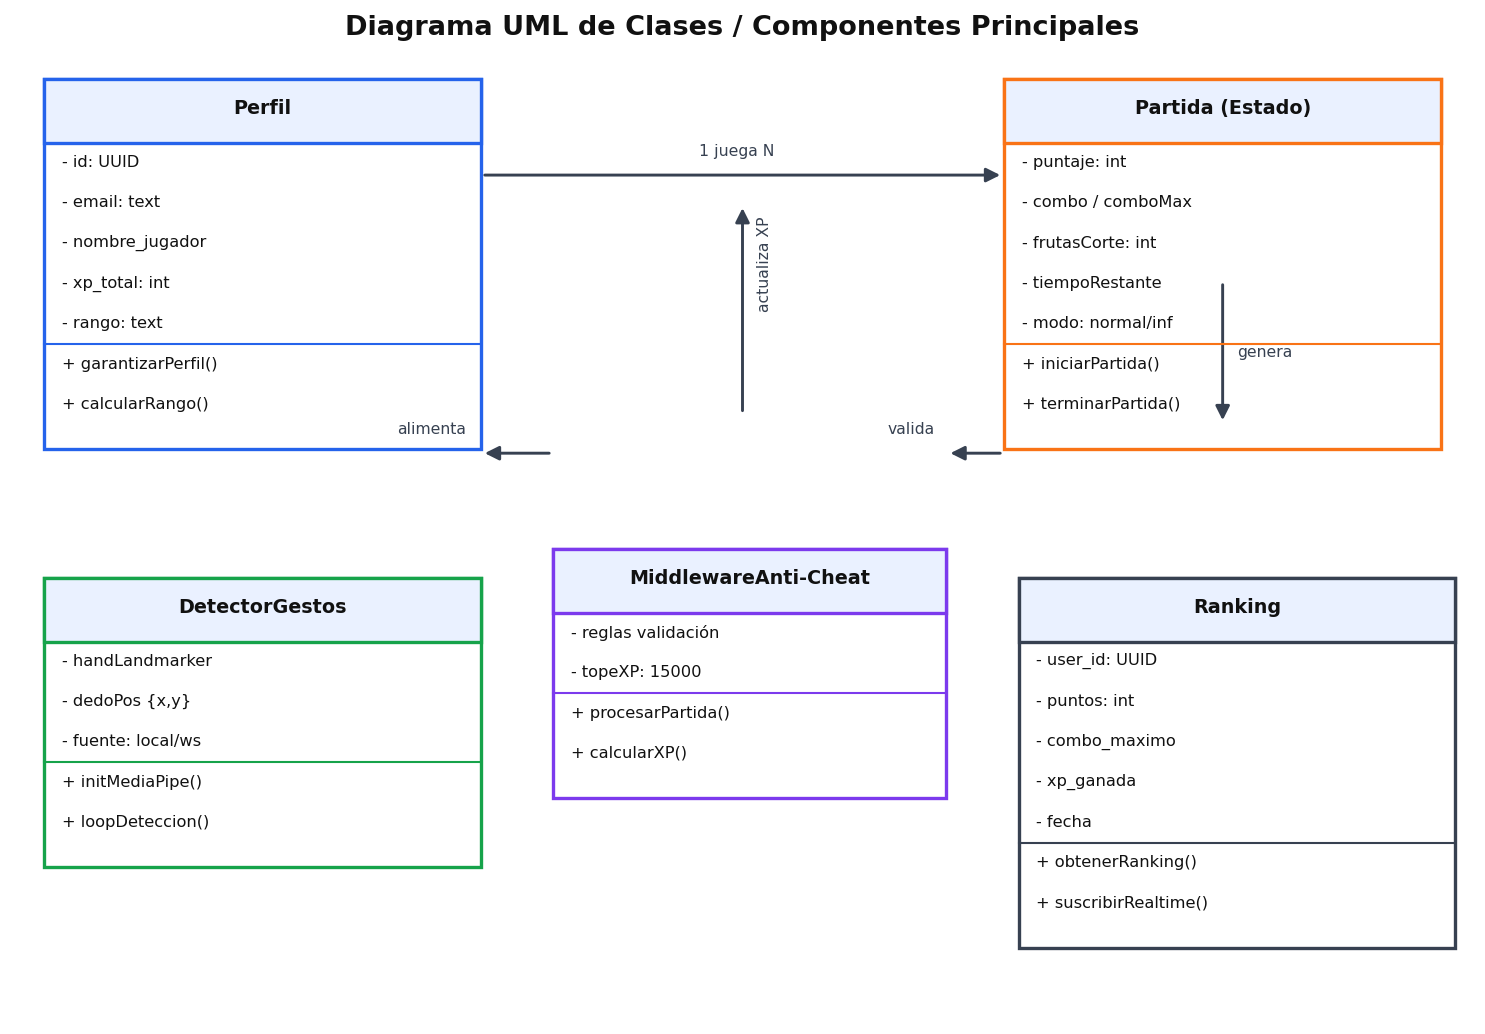 Diagrama UML de Clases / Componentes Principales
Perfil
- id: UUID
- email: text
- nombre_jugador
- xp_total: int
- rango: text
+ garantizarPerfil()
+ calcularRango()
1 juega N
actualiza XP
alimenta
valida
Partida (Estado)
- puntaje: int
- combo / comboMax
- frutasCorte: int
- tiempoRestante
- modo: normal/inf
+ iniciarPartida()
+ terminarPartida()
genera
DetectorGestos
- handLandmarker
- dedoPos {x,y}
- fuente: local/ws
+ initMediaPipe()
+ loopDeteccion()
MiddlewareAnti-Cheat
- reglas validación
- topeXP: 15000
+ procesarPartida()
+ calcularXP()
Ranking
- user_id: UUID
- puntos: int
- combo_maximo
- xp_ganada
- fecha
+ obtenerRanking()
+ suscribirRealtime()